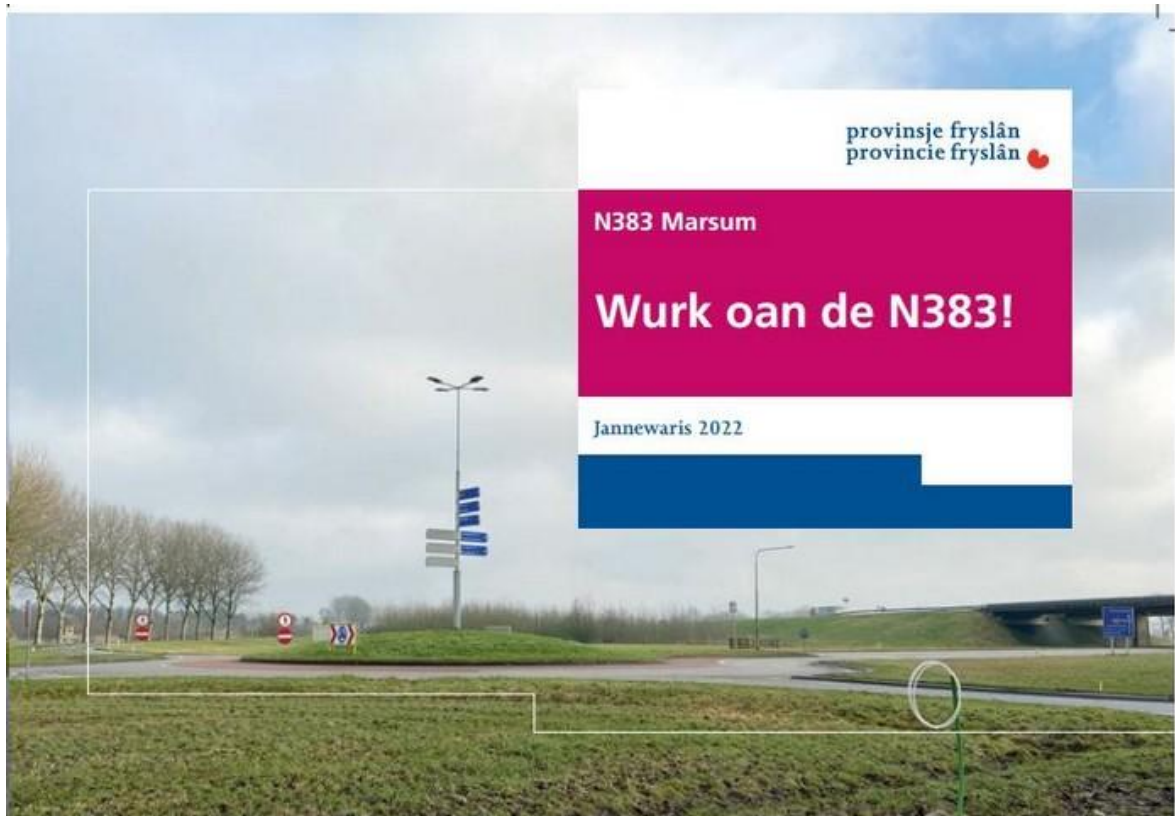 provinsje fryslân
provincie fryslân
N383 Marsum
Wurk oan de N383!
Jannewaris 2022